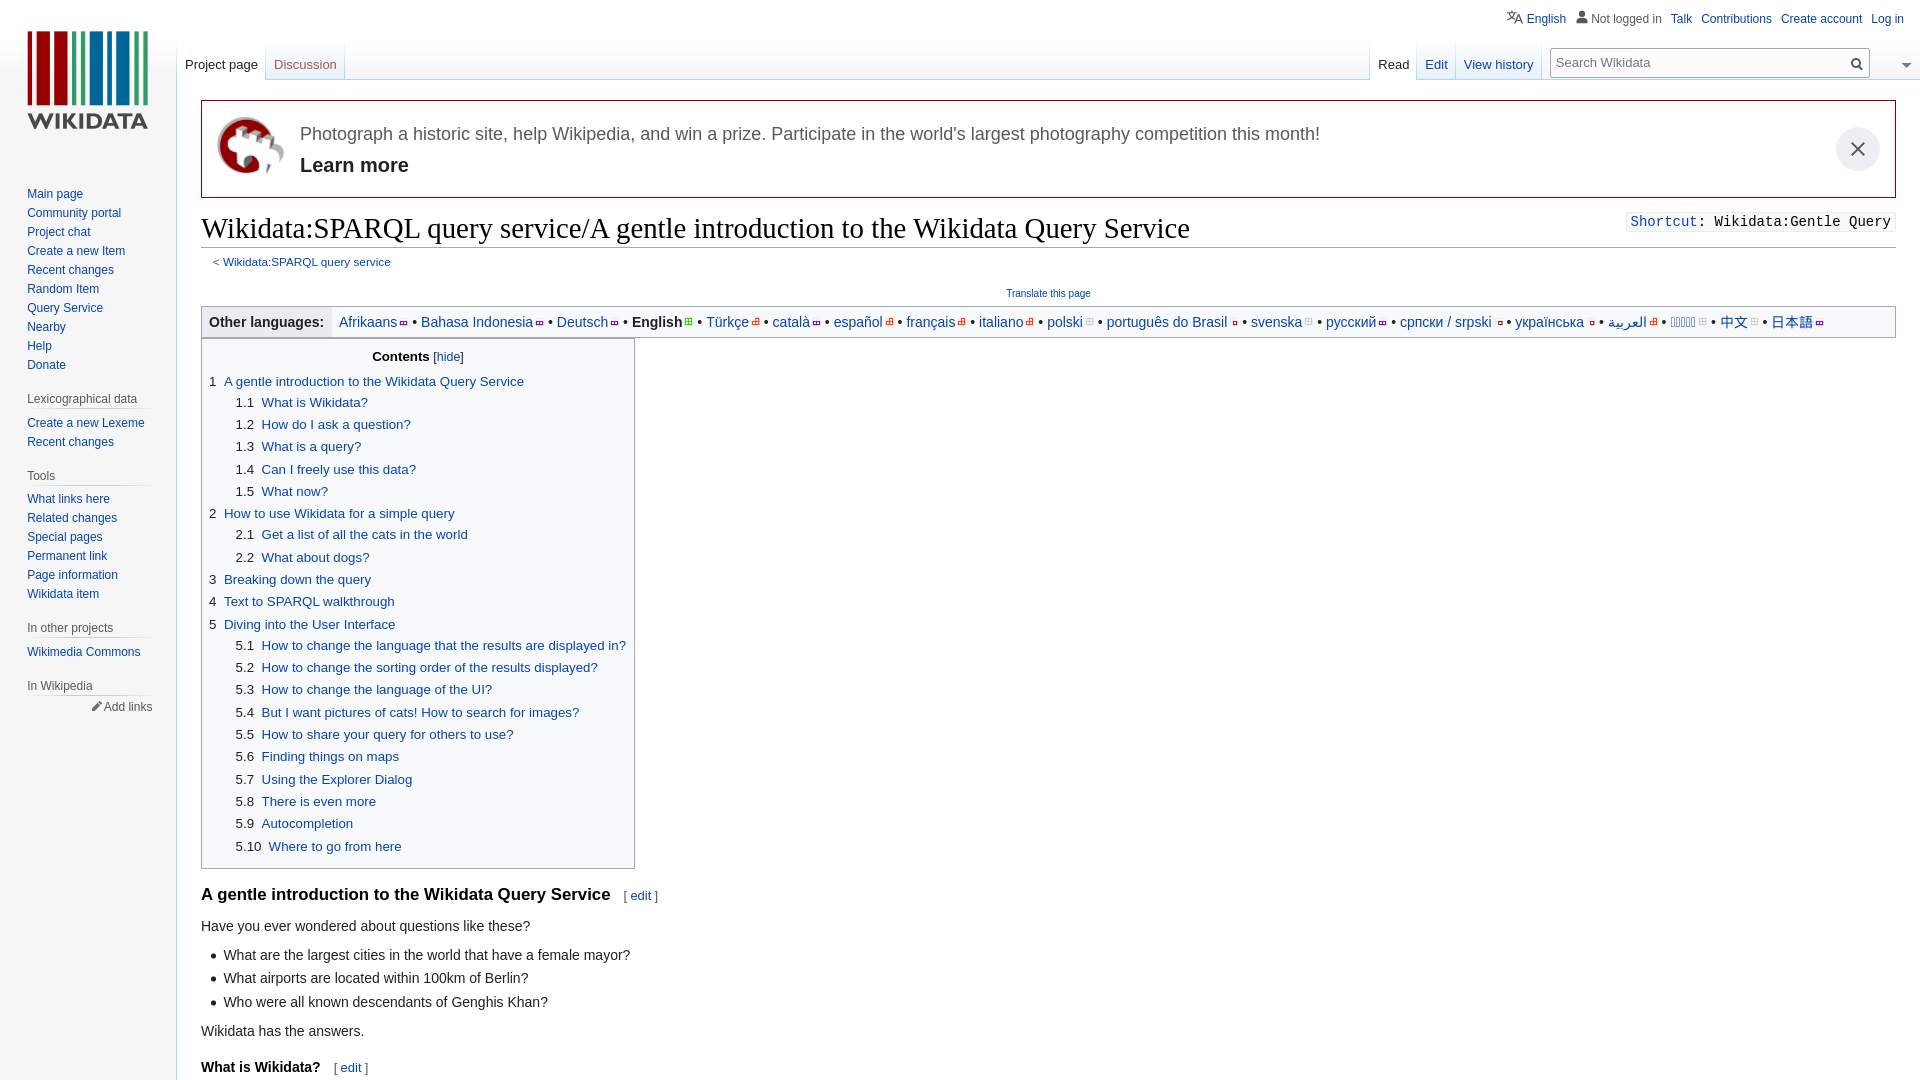 English Not logged in Talk Contributions Create account Log in
Project page Discussion Read Edit View history Search Wikidata
WIKIDATA
Photograph a historic site, help Wikipedia, and win a prize. Participate in the world's largest photography competition this month!
Learn more
Main page
Community portal
Project chat
Create a new Item
Recent changes
Random Item
Query Service
Nearby
Help
Donate
Lexicographical data
Create a new Lexeme
Recent changes
Tools
What links here
Related changes
Special pages
Permanent link
Page information
Wikidata item
In other projects
Wikimedia Commons
In Wikipedia
Add links
Wikidata:SPARQL query service/A gentle introduction to the Wikidata Query Service
Shortcut: Wikidata:Gentle Query
< Wikidata:SPARQL query service
Translate this page
Other languages: Afrikaans • Bahasa Indonesia • Deutsch • English • Türkçe • català • español • français • italiano • polski • português do Brasil • svenska • русский • српски / srpski • українська • العربية • • 中文 • 日本語
Contents [hide]
1 A gentle introduction to the Wikidata Query Service
1.1 What is Wikidata?
1.2 How do I ask a question?
1.3 What is a query?
1.4 Can I freely use this data?
1.5 What now?
2 How to use Wikidata for a simple query
2.1 Get a list of all the cats in the world
2.2 What about dogs?
3 Breaking down the query
4 Text to SPARQL walkthrough
5 Diving into the User Interface
5.1 How to change the language that the results are displayed in?
5.2 How to change the sorting order of the results displayed?
5.3 How to change the language of the UI?
5.4 But I want pictures of cats! How to search for images?
5.5 How to share your query for others to use?
5.6 Finding things on maps
5.7 Using the Explorer Dialog
5.8 There is even more
5.9 Autocompletion
5.10 Where to go from here
A gentle introduction to the Wikidata Query Service [ edit ]
Have you ever wondered about questions like these?
• What are the largest cities in the world that have a female mayor?
• What airports are located within 100km of Berlin?
• Who were all known descendants of Genghis Khan?
Wikidata has the answers.
What is Wikidata? [ edit ]